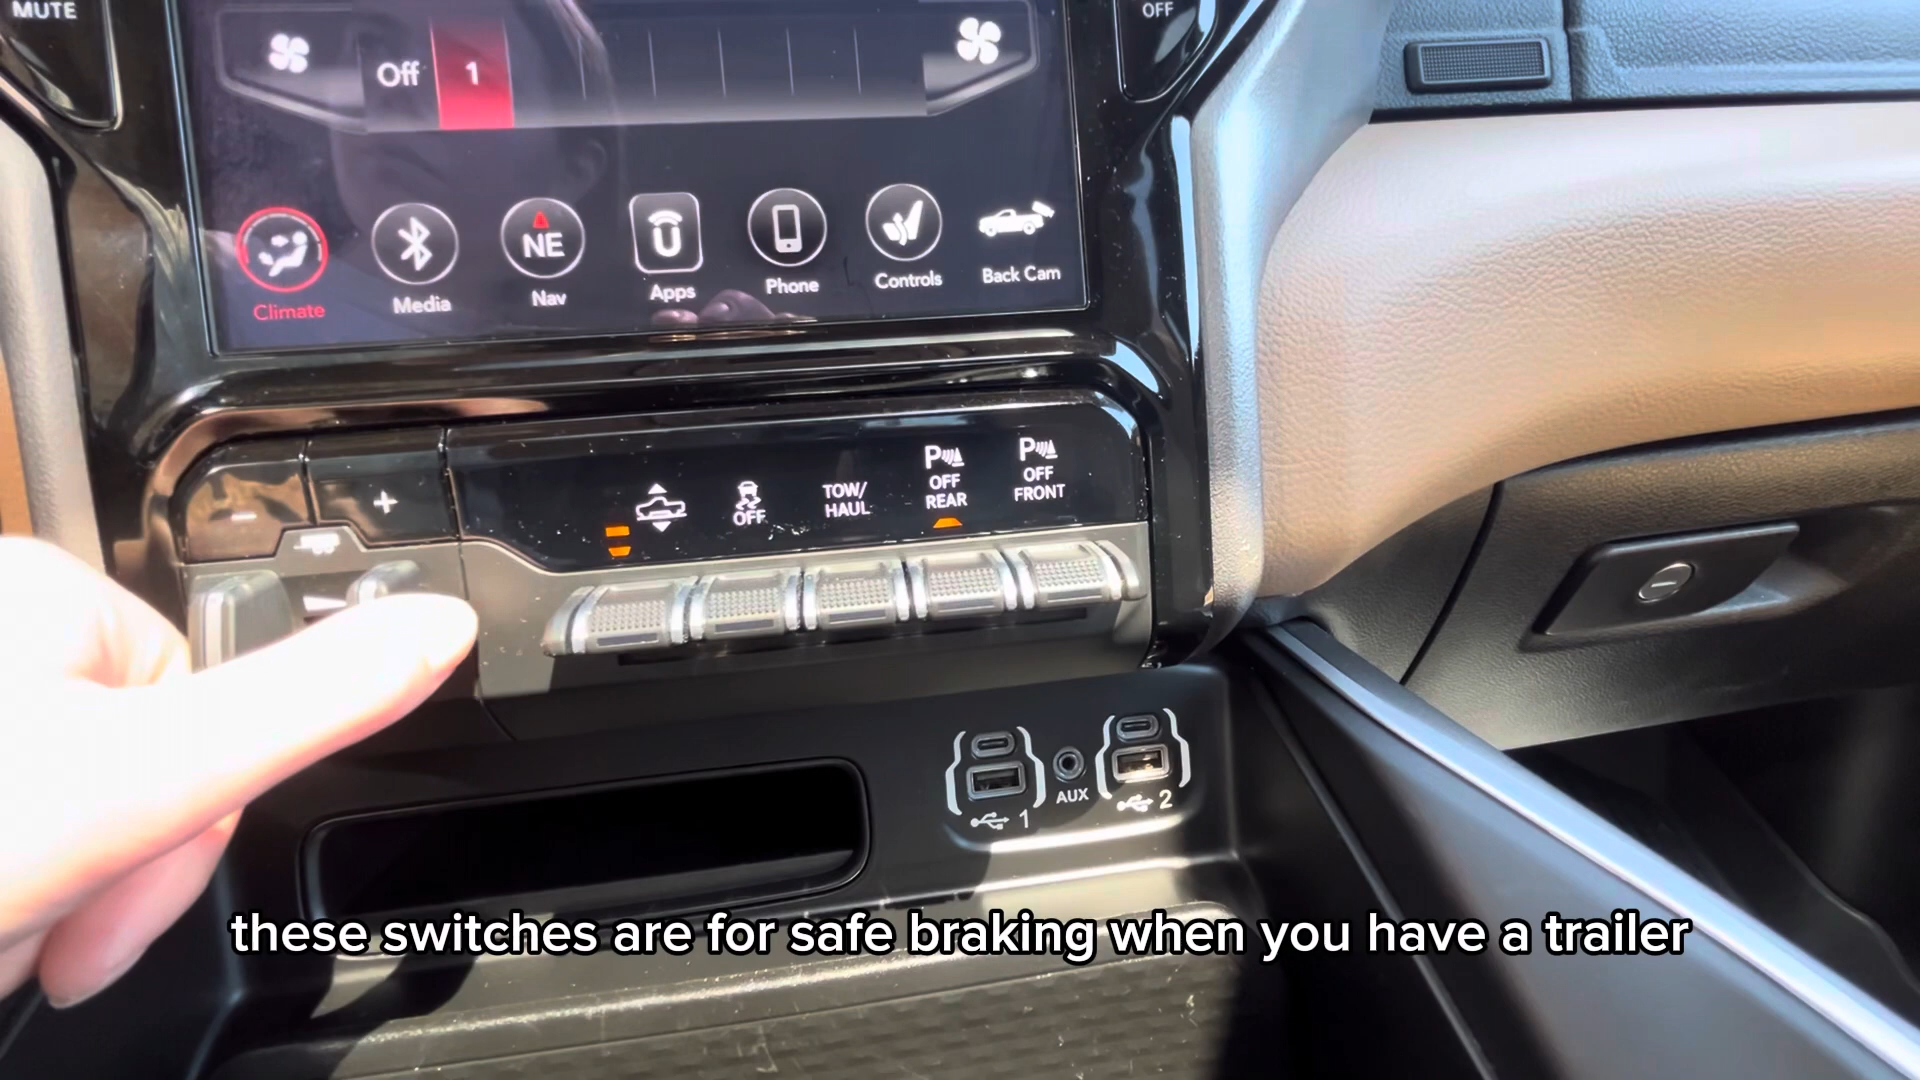 MUTE
OFF
Off 1
NE
U
Climate
Media
Nav
Apps
Phone
Controls
Back Cam
- +
OFF
TOW/
HAUL
P
OFF
REAR
P
OFF
FRONT
1
AUX
2
these switches are for safe braking when you have a trailer